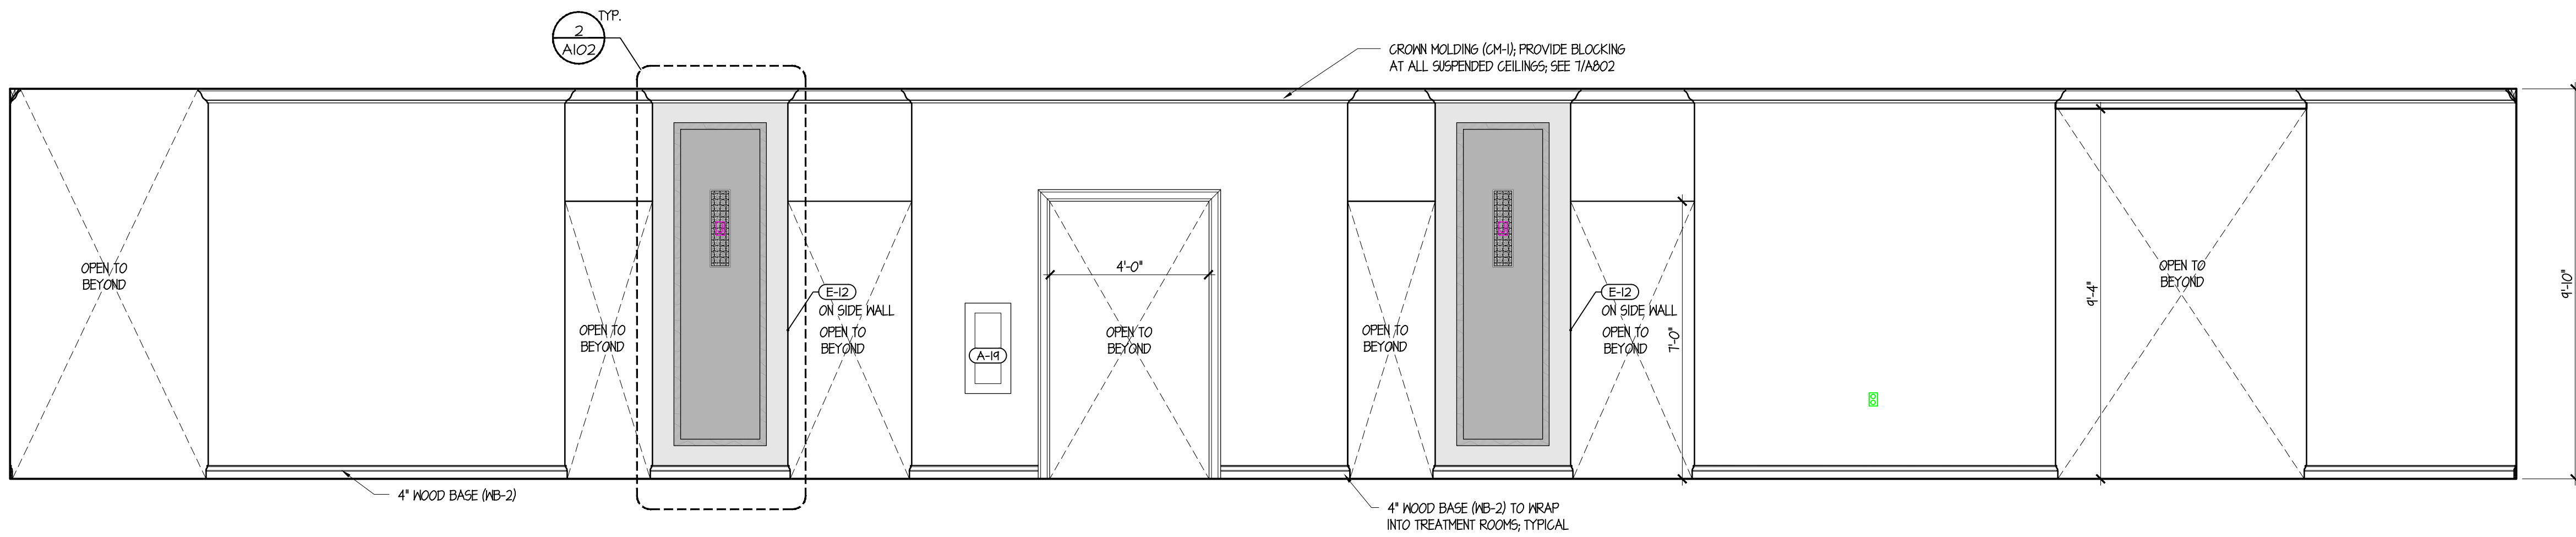 TYP.
2
A102
CROWN MOLDING (CM-1); PROVIDE BLOCKING
AT ALL SUSPENDED CEILINGS; SEE 7/A802
OPEN TO
BEYOND
OPEN TO
BEYOND
E-12
ON SIDE WALL
OPEN TO
BEYOND
A-19
4'-0"
OPEN TO
BEYOND
OPEN TO
BEYOND
E-12
ON SIDE WALL
OPEN TO
BEYOND
7'-0"
9'-4"
OPEN TO
BEYOND
9'-10"
4" WOOD BASE (WB-2)
4" WOOD BASE (WB-2) TO WRAP
INTO TREATMENT ROOMS; TYPICAL